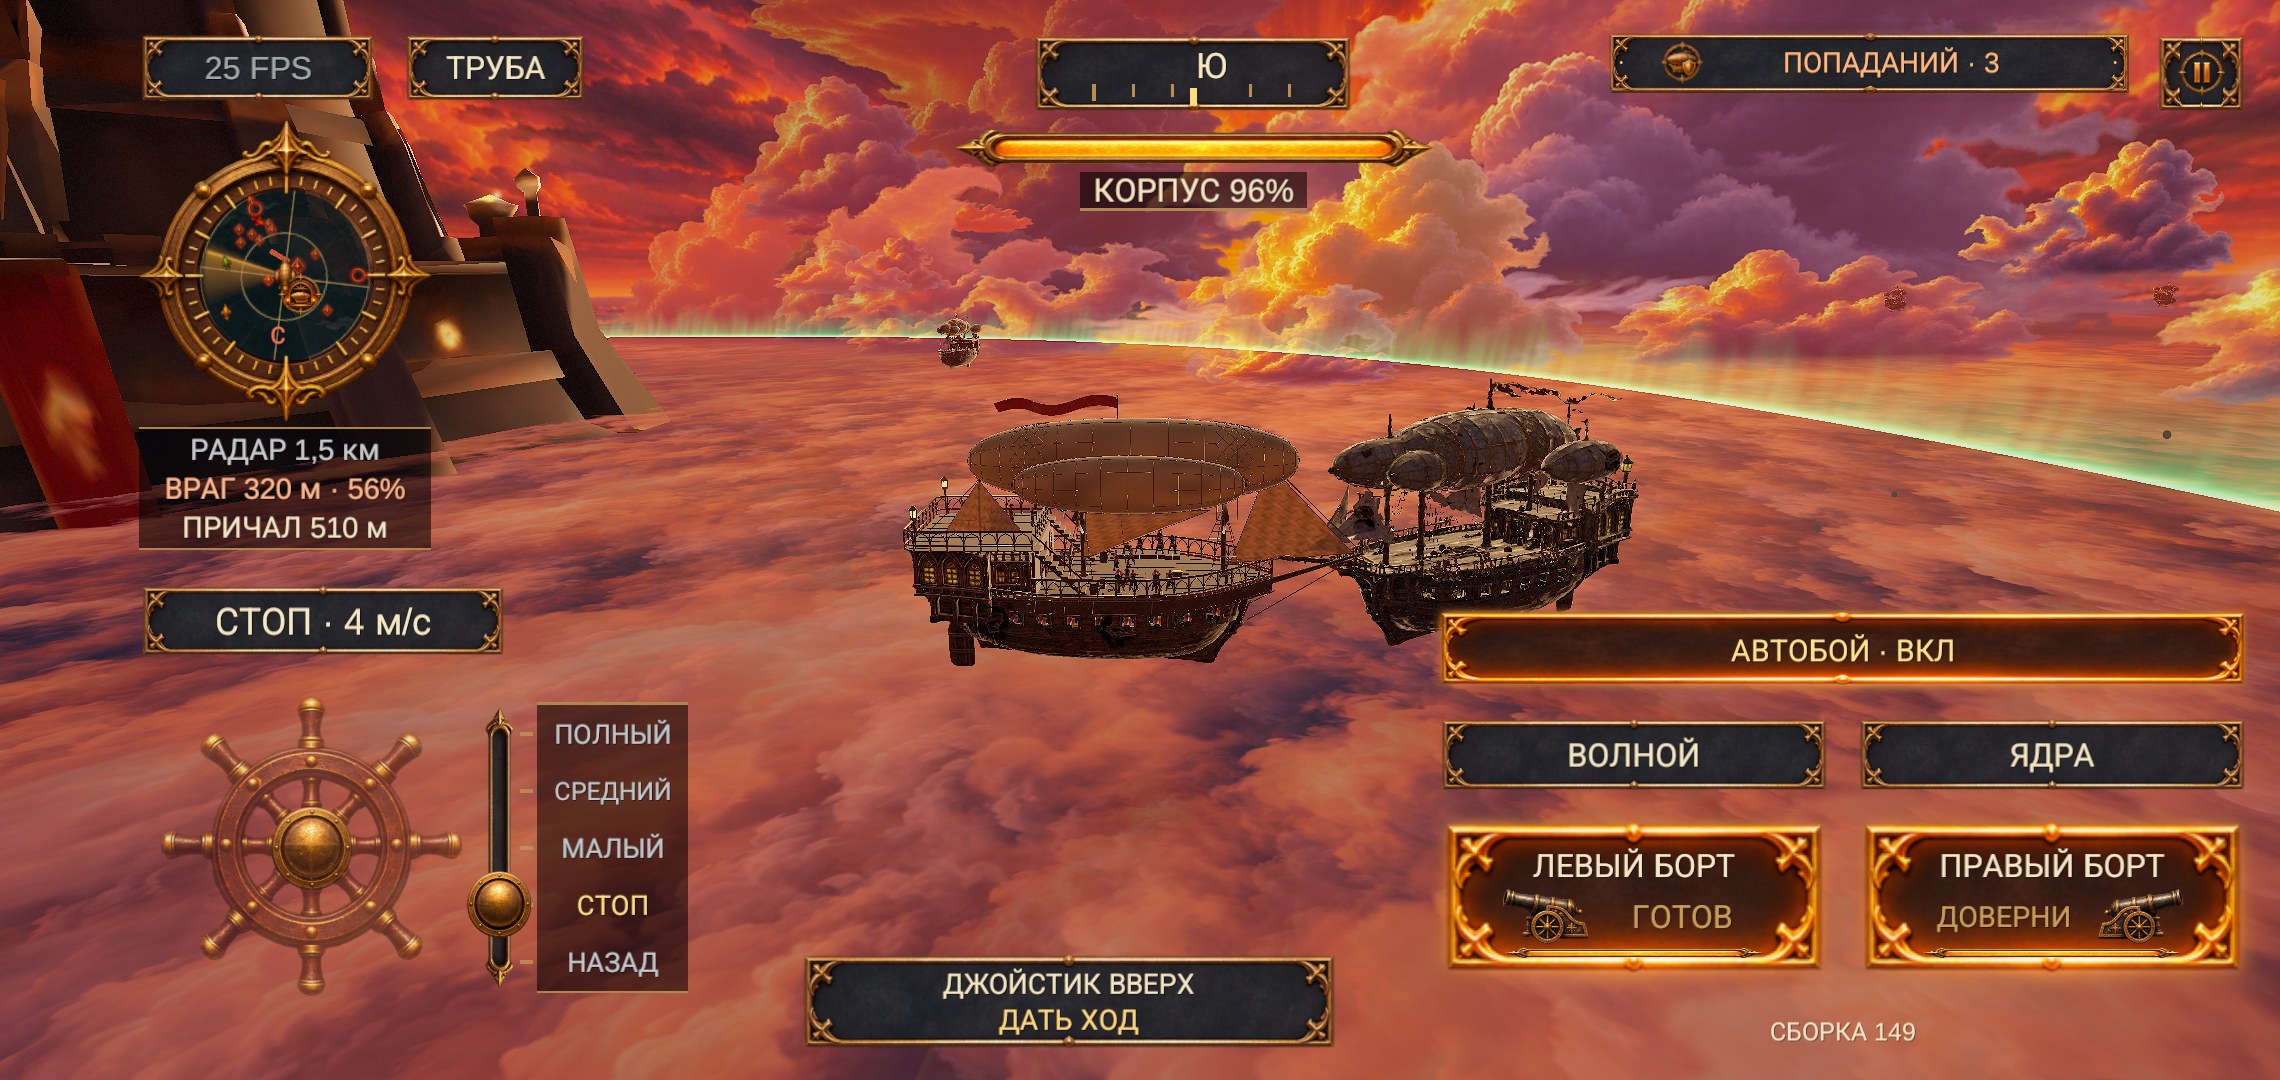 25 FPS
ТРУБА
Ю
ПОПАДАНИЙ · 3
КОРПУС 96%
С
РАДАР 1,5 км
ВРАГ 320 м · 56%
ПРИЧАЛ 510 м
СТОП · 4 м/с
ПОЛНЫЙ
СРЕДНИЙ
МАЛЫЙ
СТОП
НАЗАД
АВТОБОЙ · ВКЛ
ВОЛНОЙ
ЯДРА
ЛЕВЫЙ БОРТ
ГОТОВ
ПРАВЫЙ БОРТ
ДОВЕРНИ
ДЖОЙСТИК ВВЕРХ
ДАТЬ ХОД
СБОРКА 149